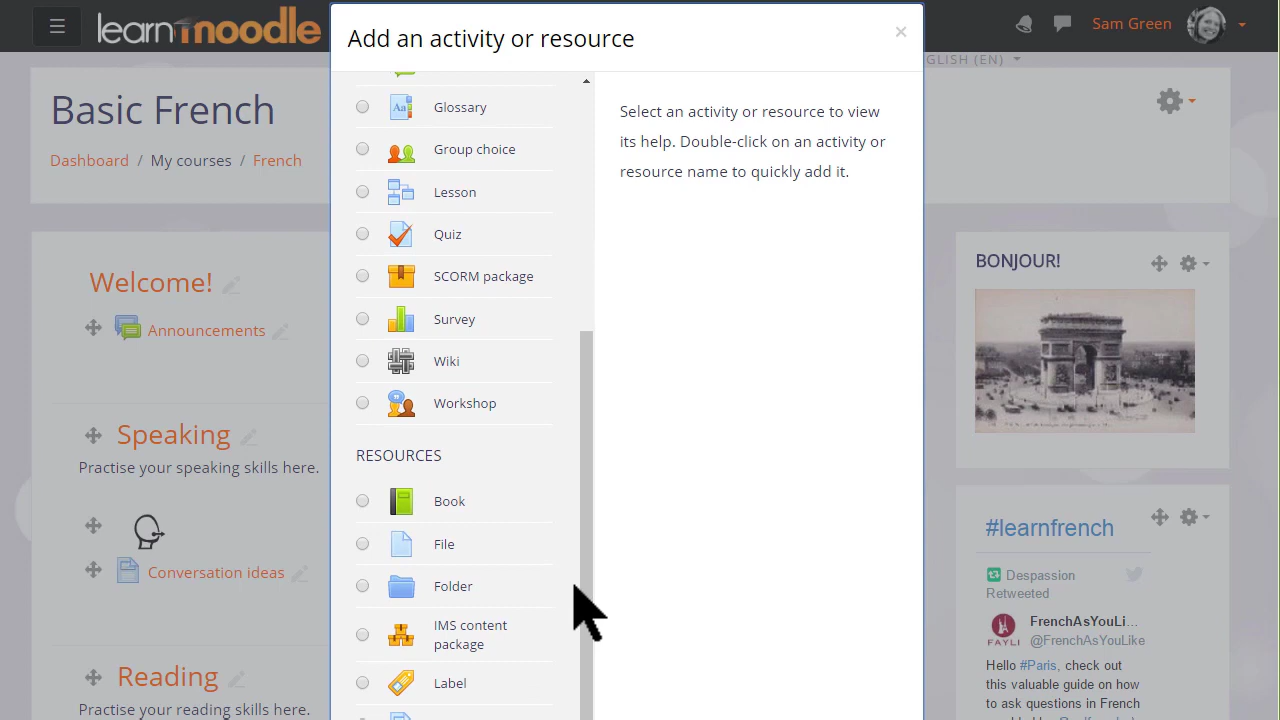 learnmoodle
Sam Green
GLISH (EN)
Add an activity or resource
×
Basic French
Dashboard / My courses / French
Welcome!
Announcements
Speaking
Practise your speaking skills here.
Conversation ideas
Reading
Practise your reading skills here.
Aa
Glossary
Group choice
Lesson
Quiz
SCORM package
Survey
Wiki
Workshop
RESOURCES
Book
File
Folder
IMS content
package
Label
Select an activity or resource to view
its help. Double-click on an activity or
resource name to quickly add it.
BONJOUR!
#learnfrench
Despassion
Retweeted
FAYLI
FrenchAsYouLi...
@FrenchAsYouLike
Hello #Paris, check out
this valuable guide on how
to ask questions in French